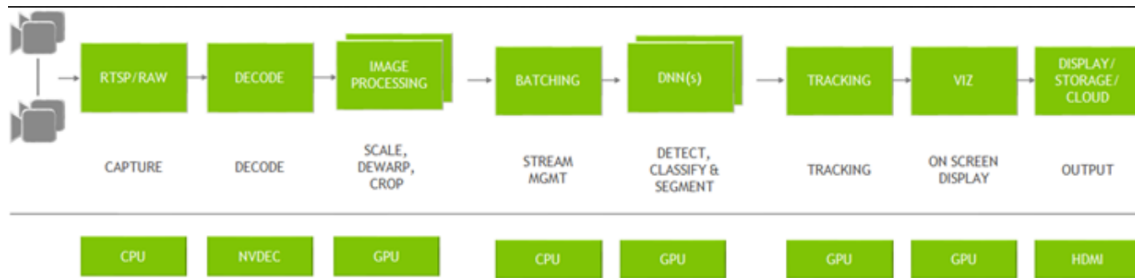 RTSP/RAW
DECODE
IMAGE
PROCESSING
BATCHING
DNN(s)
TRACKING
VIZ
DISPLAY/
STORAGE/
CLOUD
CAPTURE
DECODE
SCALE,
DEWARP,
CROP
STREAM
MGMT
DETECT,
CLASSIFY &
SEGMENT
TRACKING
ON SCREEN
DISPLAY
OUTPUT
CPU
NVDEC
GPU
CPU
GPU
GPU
GPU
HDMI